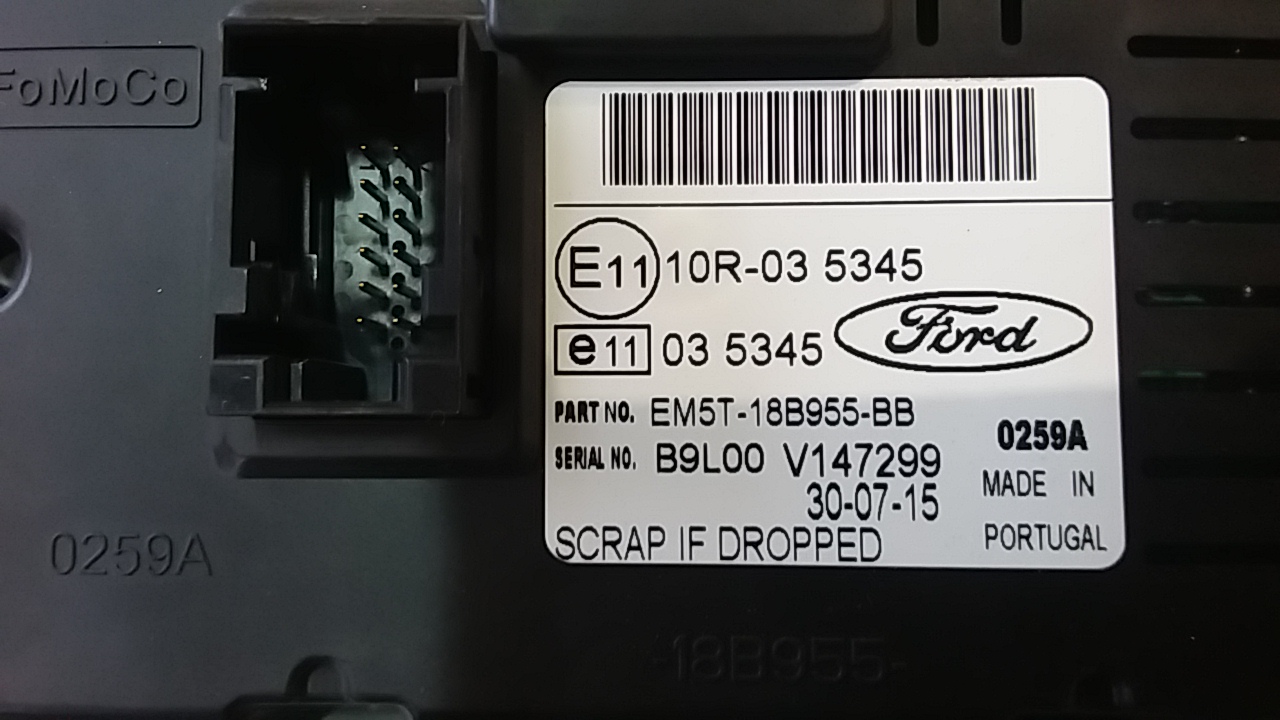 FoMoCo
E11 10R-03 5345
e11 03 5345
Ford
PART NO. EM5T-18B955-BB
0259A
SERIAL NO. B9L00 V147299
MADE IN
30-07-15
PORTUGAL
SCRAP IF DROPPED
0259A
-18B955-